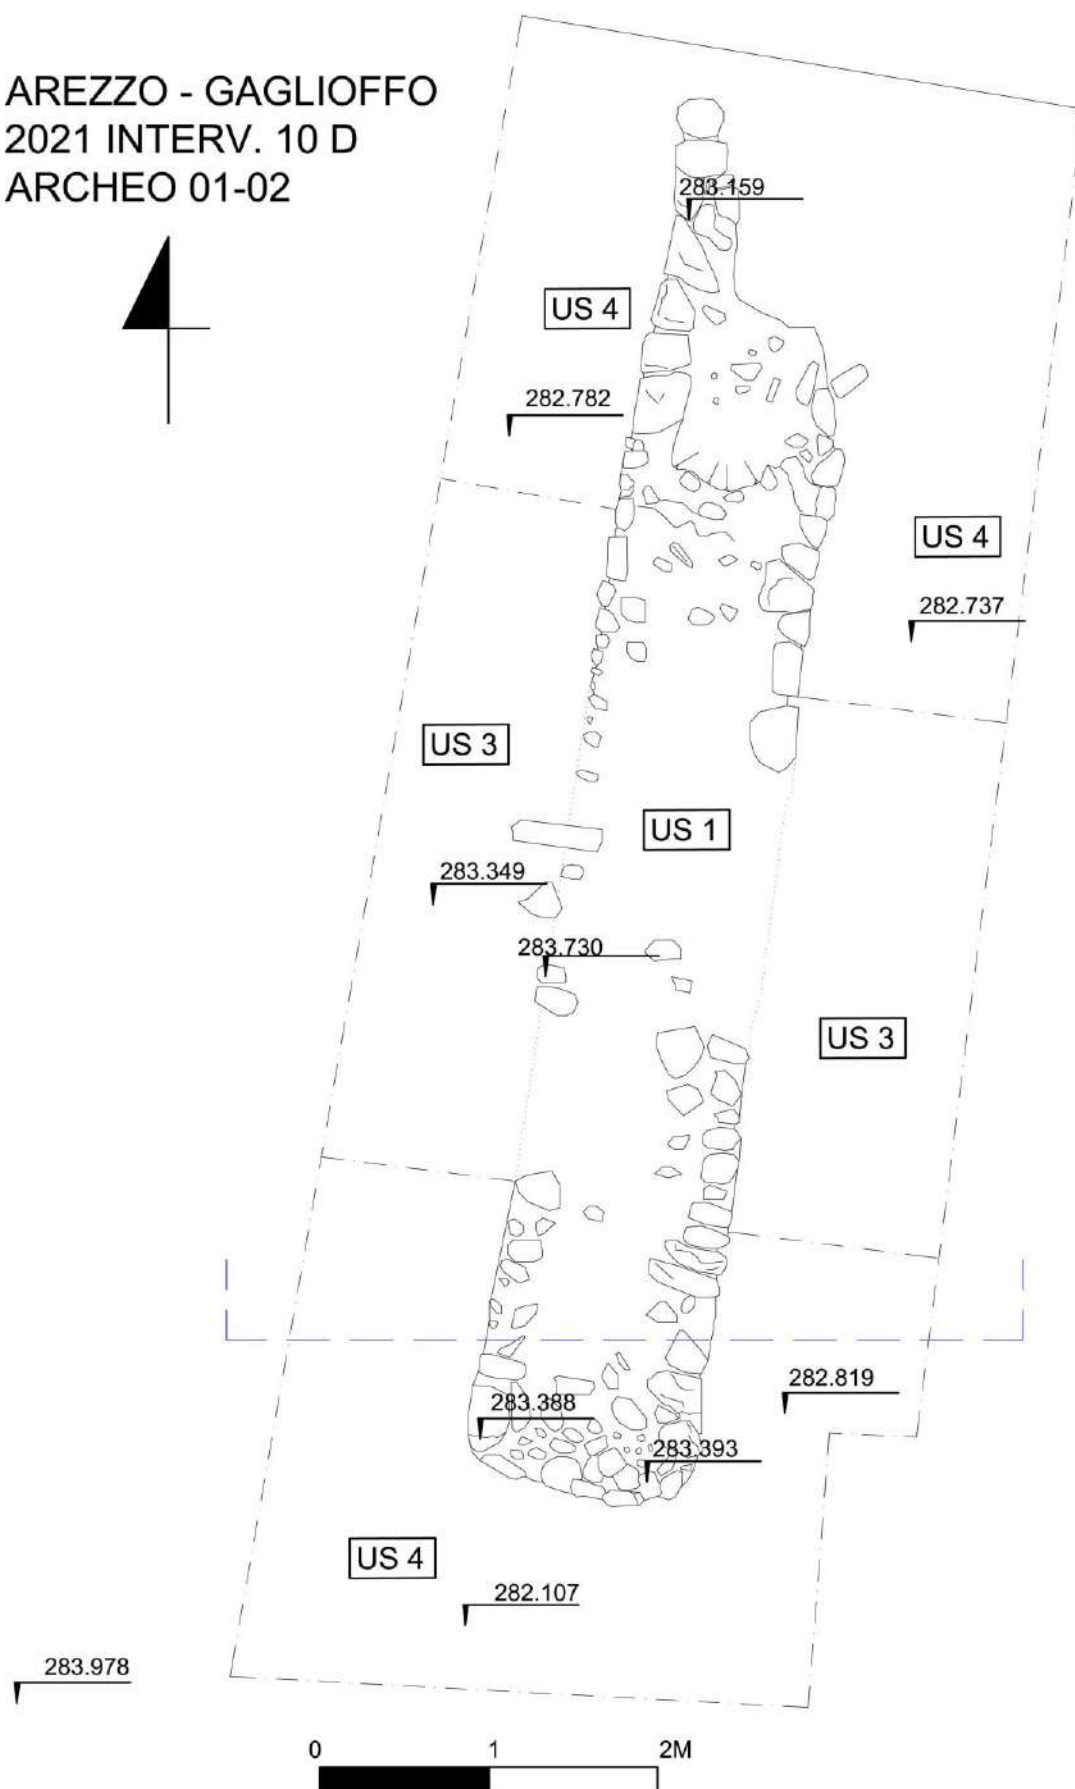 AREZZO - GAGLIOFFO
2021 INTERV. 10 D
ARCHEO 01-02
283.159
US 4
282.782
US 4
282.737
US 3
US 1
283.349
283.730
US 3
282.819
283.388
283.393
US 4
282.107
283.978
0 1 2M